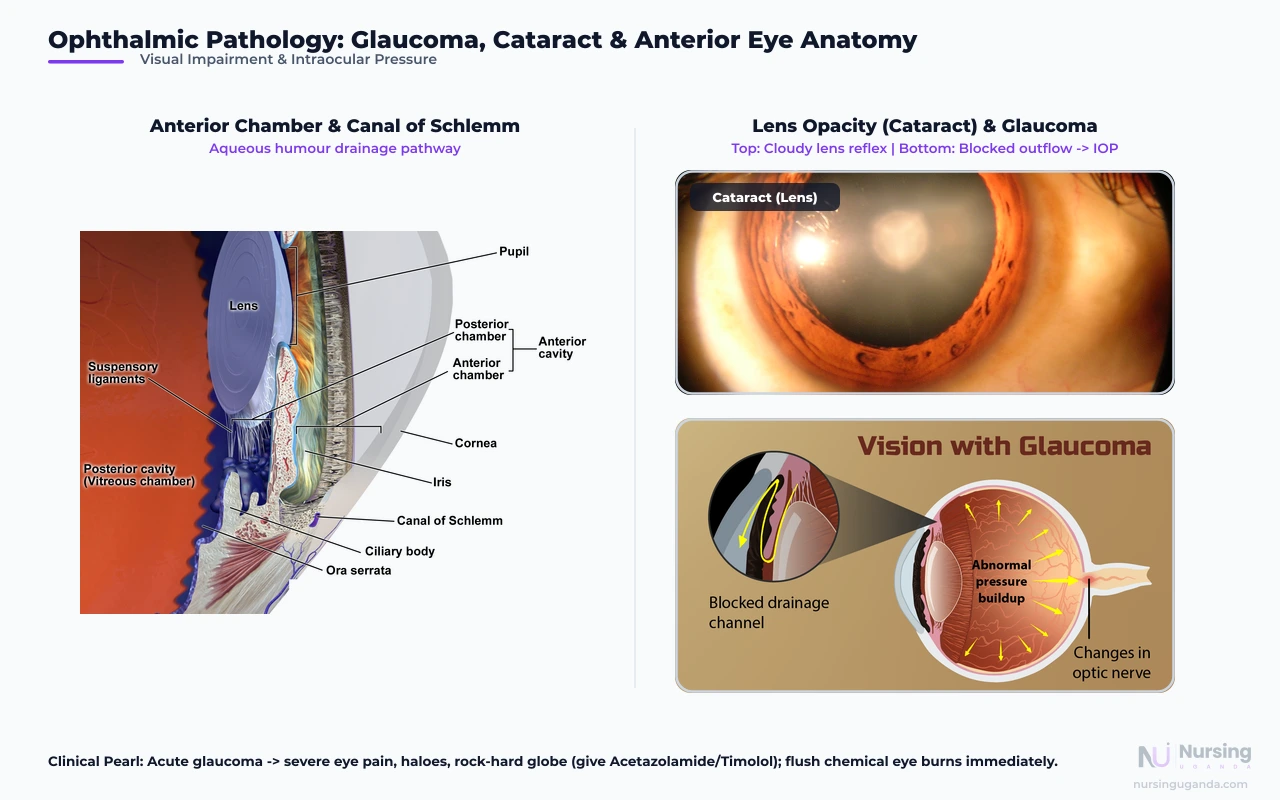 Ophthalmic Pathology: Glaucoma, Cataract & Anterior Eye Anatomy
Visual Impairment & Intraocular Pressure
Anterior Chamber & Canal of Schlemm
Aqueous humour drainage pathway
Pupil
Lens
Posterior
chamber
Anterior
cavity
Anterior
chamber
Suspensory
ligaments
Cornea
Posterior cavity
(Vitreous chamber)
Iris
Canal of Schlemm
Ciliary body
Ora serrata
Lens Opacity (Cataract) & Glaucoma
Top: Cloudy lens reflex | Bottom: Blocked outflow -> IOP
Cataract (Lens)
Vision with Glaucoma
Abnormal
pressure
buildup
Blocked drainage
channel
Changes in
optic nerve
Clinical Pearl: Acute glaucoma -> severe eye pain, haloes, rock-hard globe (give Acetazolamide/Timolol); flush chemical eye burns immediately.
NU Nursing
UGANDA
nursinguganda.com